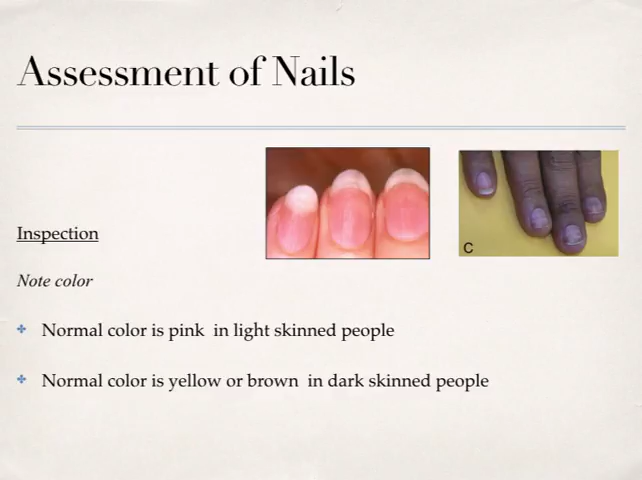 Assessment of Nails
Inspection
Note color
Normal color is pink in light skinned people
Normal color is yellow or brown in dark skinned people
C